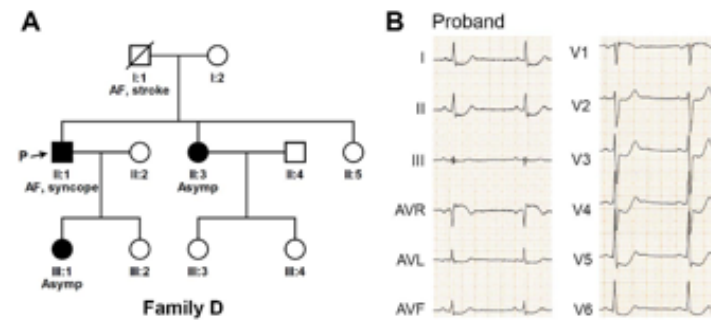 A
I:1
AF, stroke
I:2
P
II:1
AF, syncope
II:2
II:3
Asymp
II:4
II:5
III:1
Asymp
III:2
III:3
III:4
Family D
B
Proband
I
II
III
AVR
AVL
AVF
V1
V2
V3
V4
V5
V6